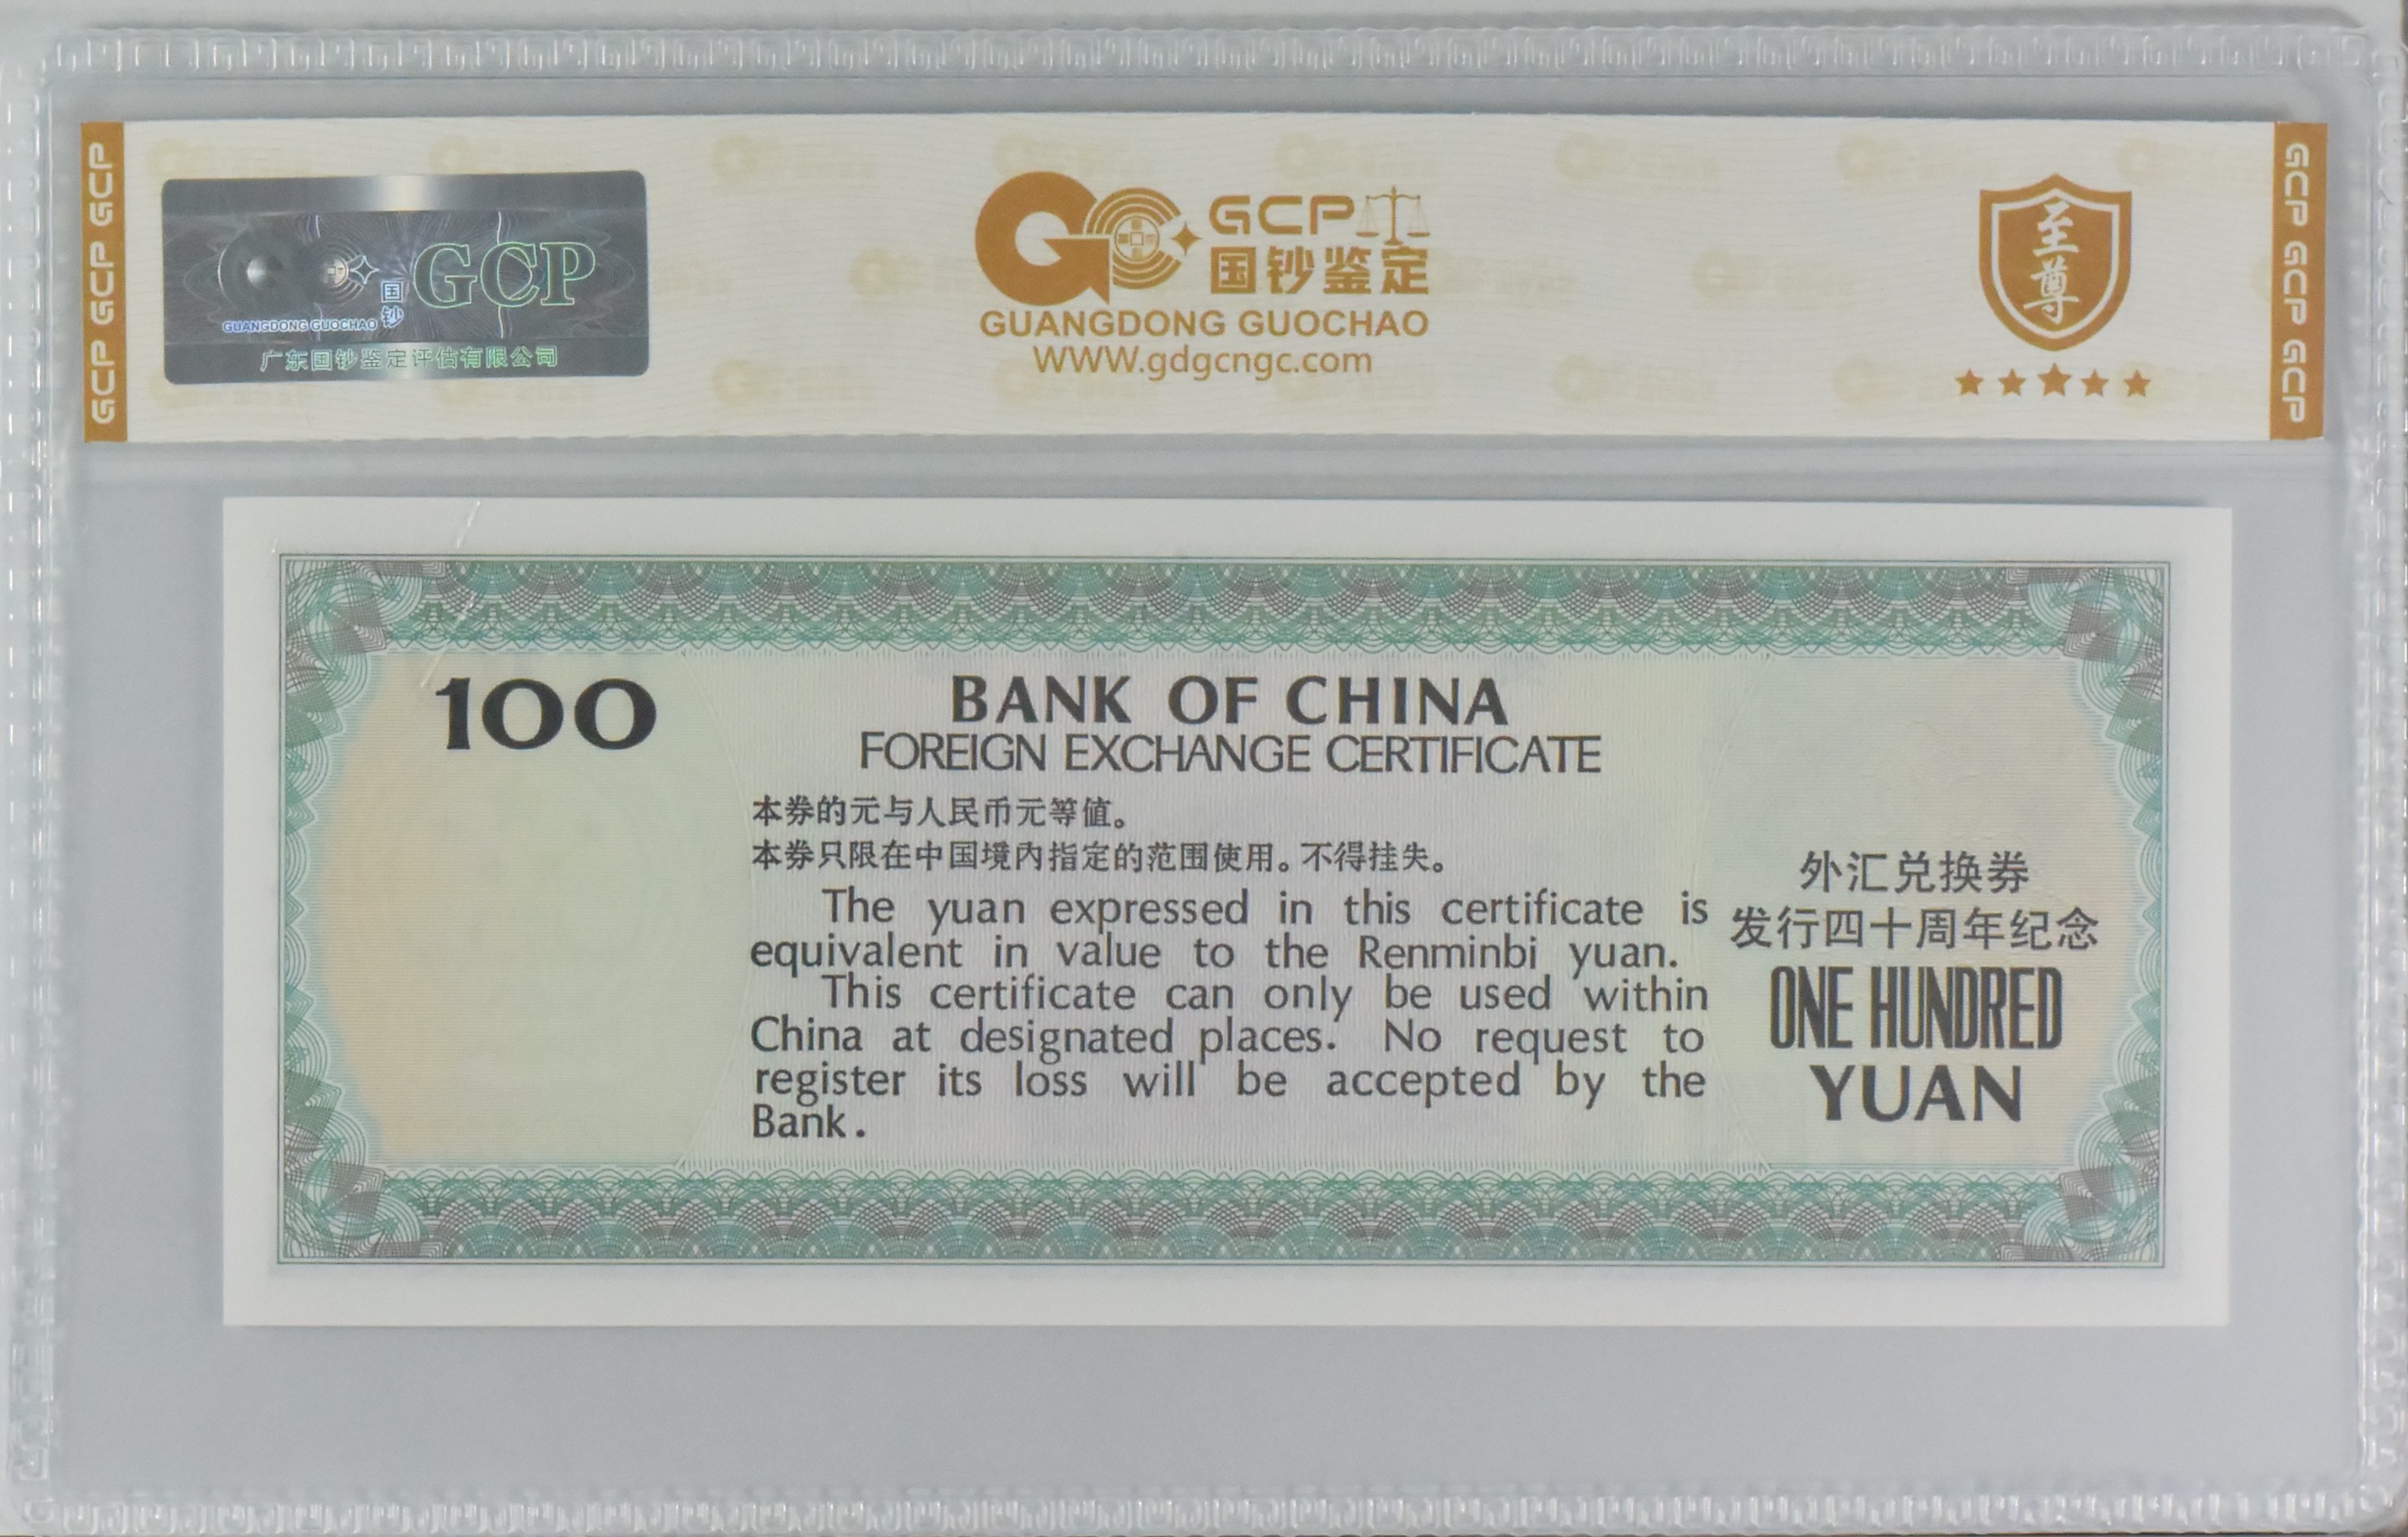 GCP GCP GCP
国钞
GCP
GUANGDONG GUOCHAO
广东国钞鉴定评估有限公司
GCP
国钞鉴定
GUANGDONG GUOCHAO
WWW.gdgcngc.com
至尊
GCP GCP GCP
100
BANK OF CHINA
FOREIGN EXCHANGE CERTIFICATE
本券的元与人民币元等値。
本券只限在中国境内指定的范围使用。不得挂失。
The yuan expressed in this certificate is
equivalent in value to the Renminbi yuan.
This certificate can only be used within
China at designated places. No request to
register its loss will be accepted by the
Bank.
外汇兑换券
发行四十周年纪念
ONE HUNDRED
YUAN